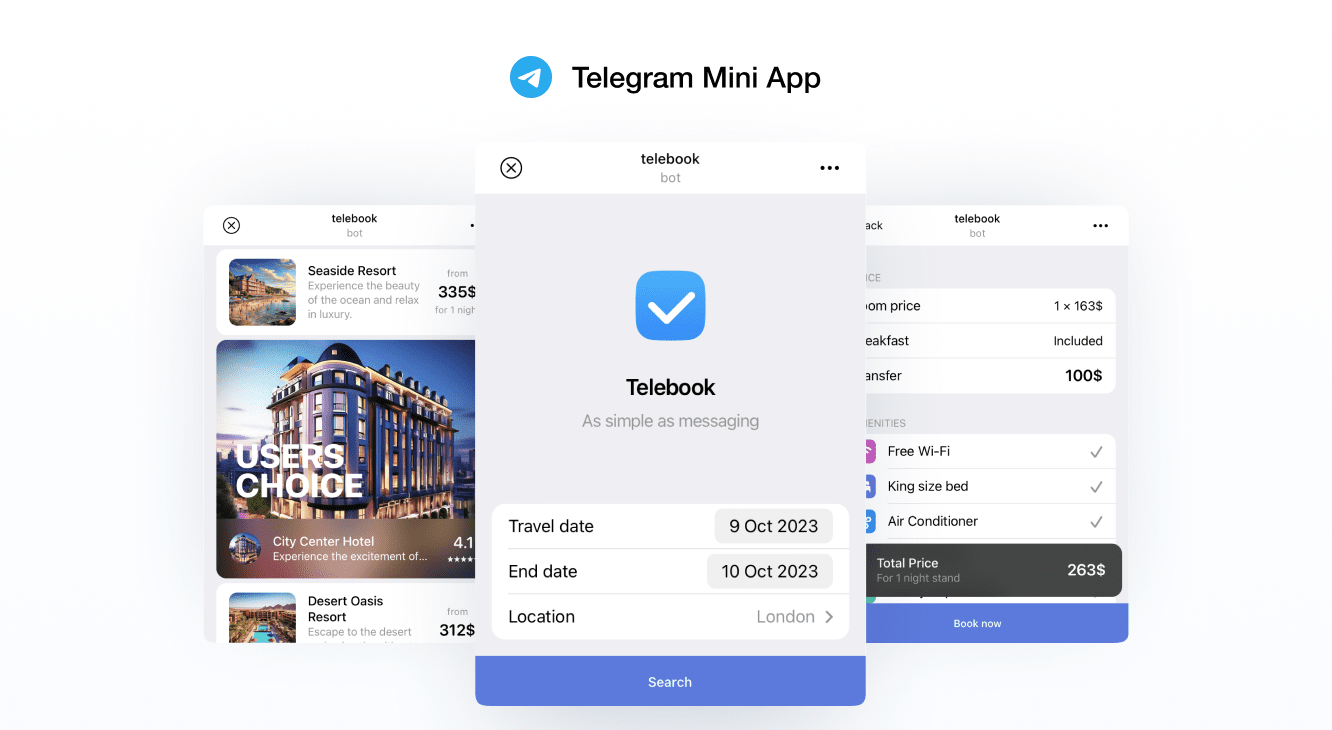 Telegram Mini App
telebook
bot
Seaside Resort
Experience the beauty
of the ocean and relax
in luxury.
from
335$
for 1 nigh
USERS
CHOICE
City Center Hotel
Experience the excitement of...
4.1
Desert Oasis
Resort
Escape to the desert
from
312$
telebook
bot
Telebook
As simple as messaging
Travel date 9 Oct 2023
End date 10 Oct 2023
Location London
Search
ack
telebook
bot
ICE
oom price 1 × 163$
eakfast Included
ansfer 100$
ENITIES
Free Wi-Fi
King size bed
Air Conditioner
Total Price
For 1 night stand
263$
Book now